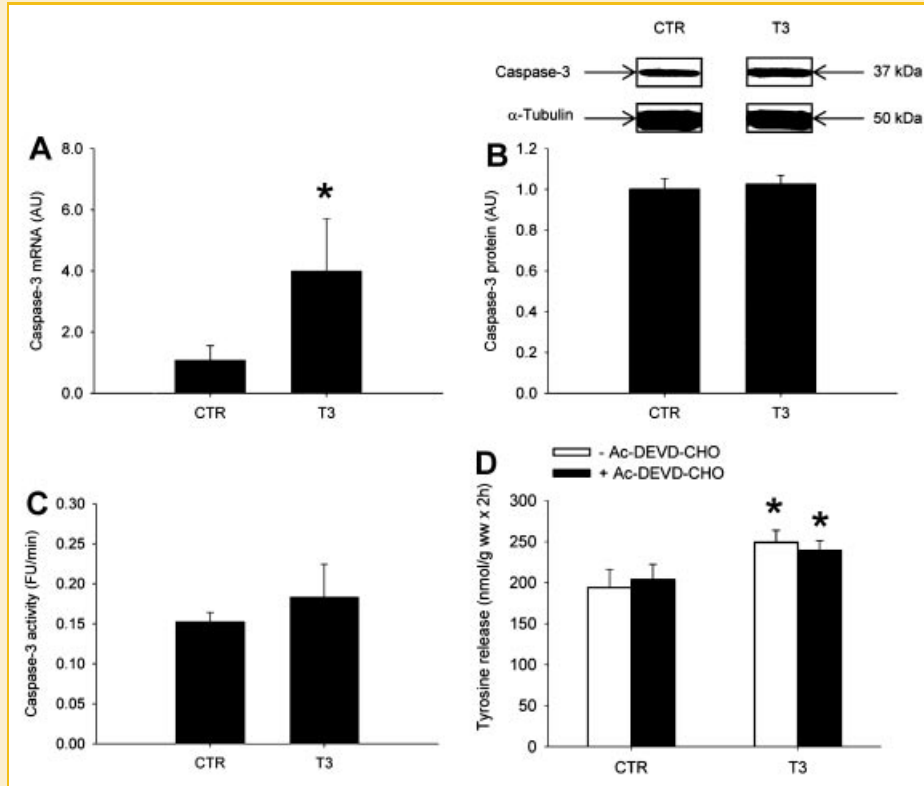 CTR T3
Caspase-3 37 kDa
α-Tubulin 50 kDa
A
8.0
6.0
4.0
2.0
0.0
Caspase-3 mRNA (AU)
*
CTR T3
B
1.2
1.0
0.8
0.6
0.4
0.2
0.0
Caspase-3 protein (AU)
CTR T3
C
0.30
0.25
0.20
0.15
0.10
0.05
0.00
Caspase-3 activity (FU/min)
CTR T3
D
- Ac-DEVD-CHO
+ Ac-DEVD-CHO
300
250
200
150
100
50
0
Tyrosine release (nmol/g ww x 2h)
* *
CTR T3